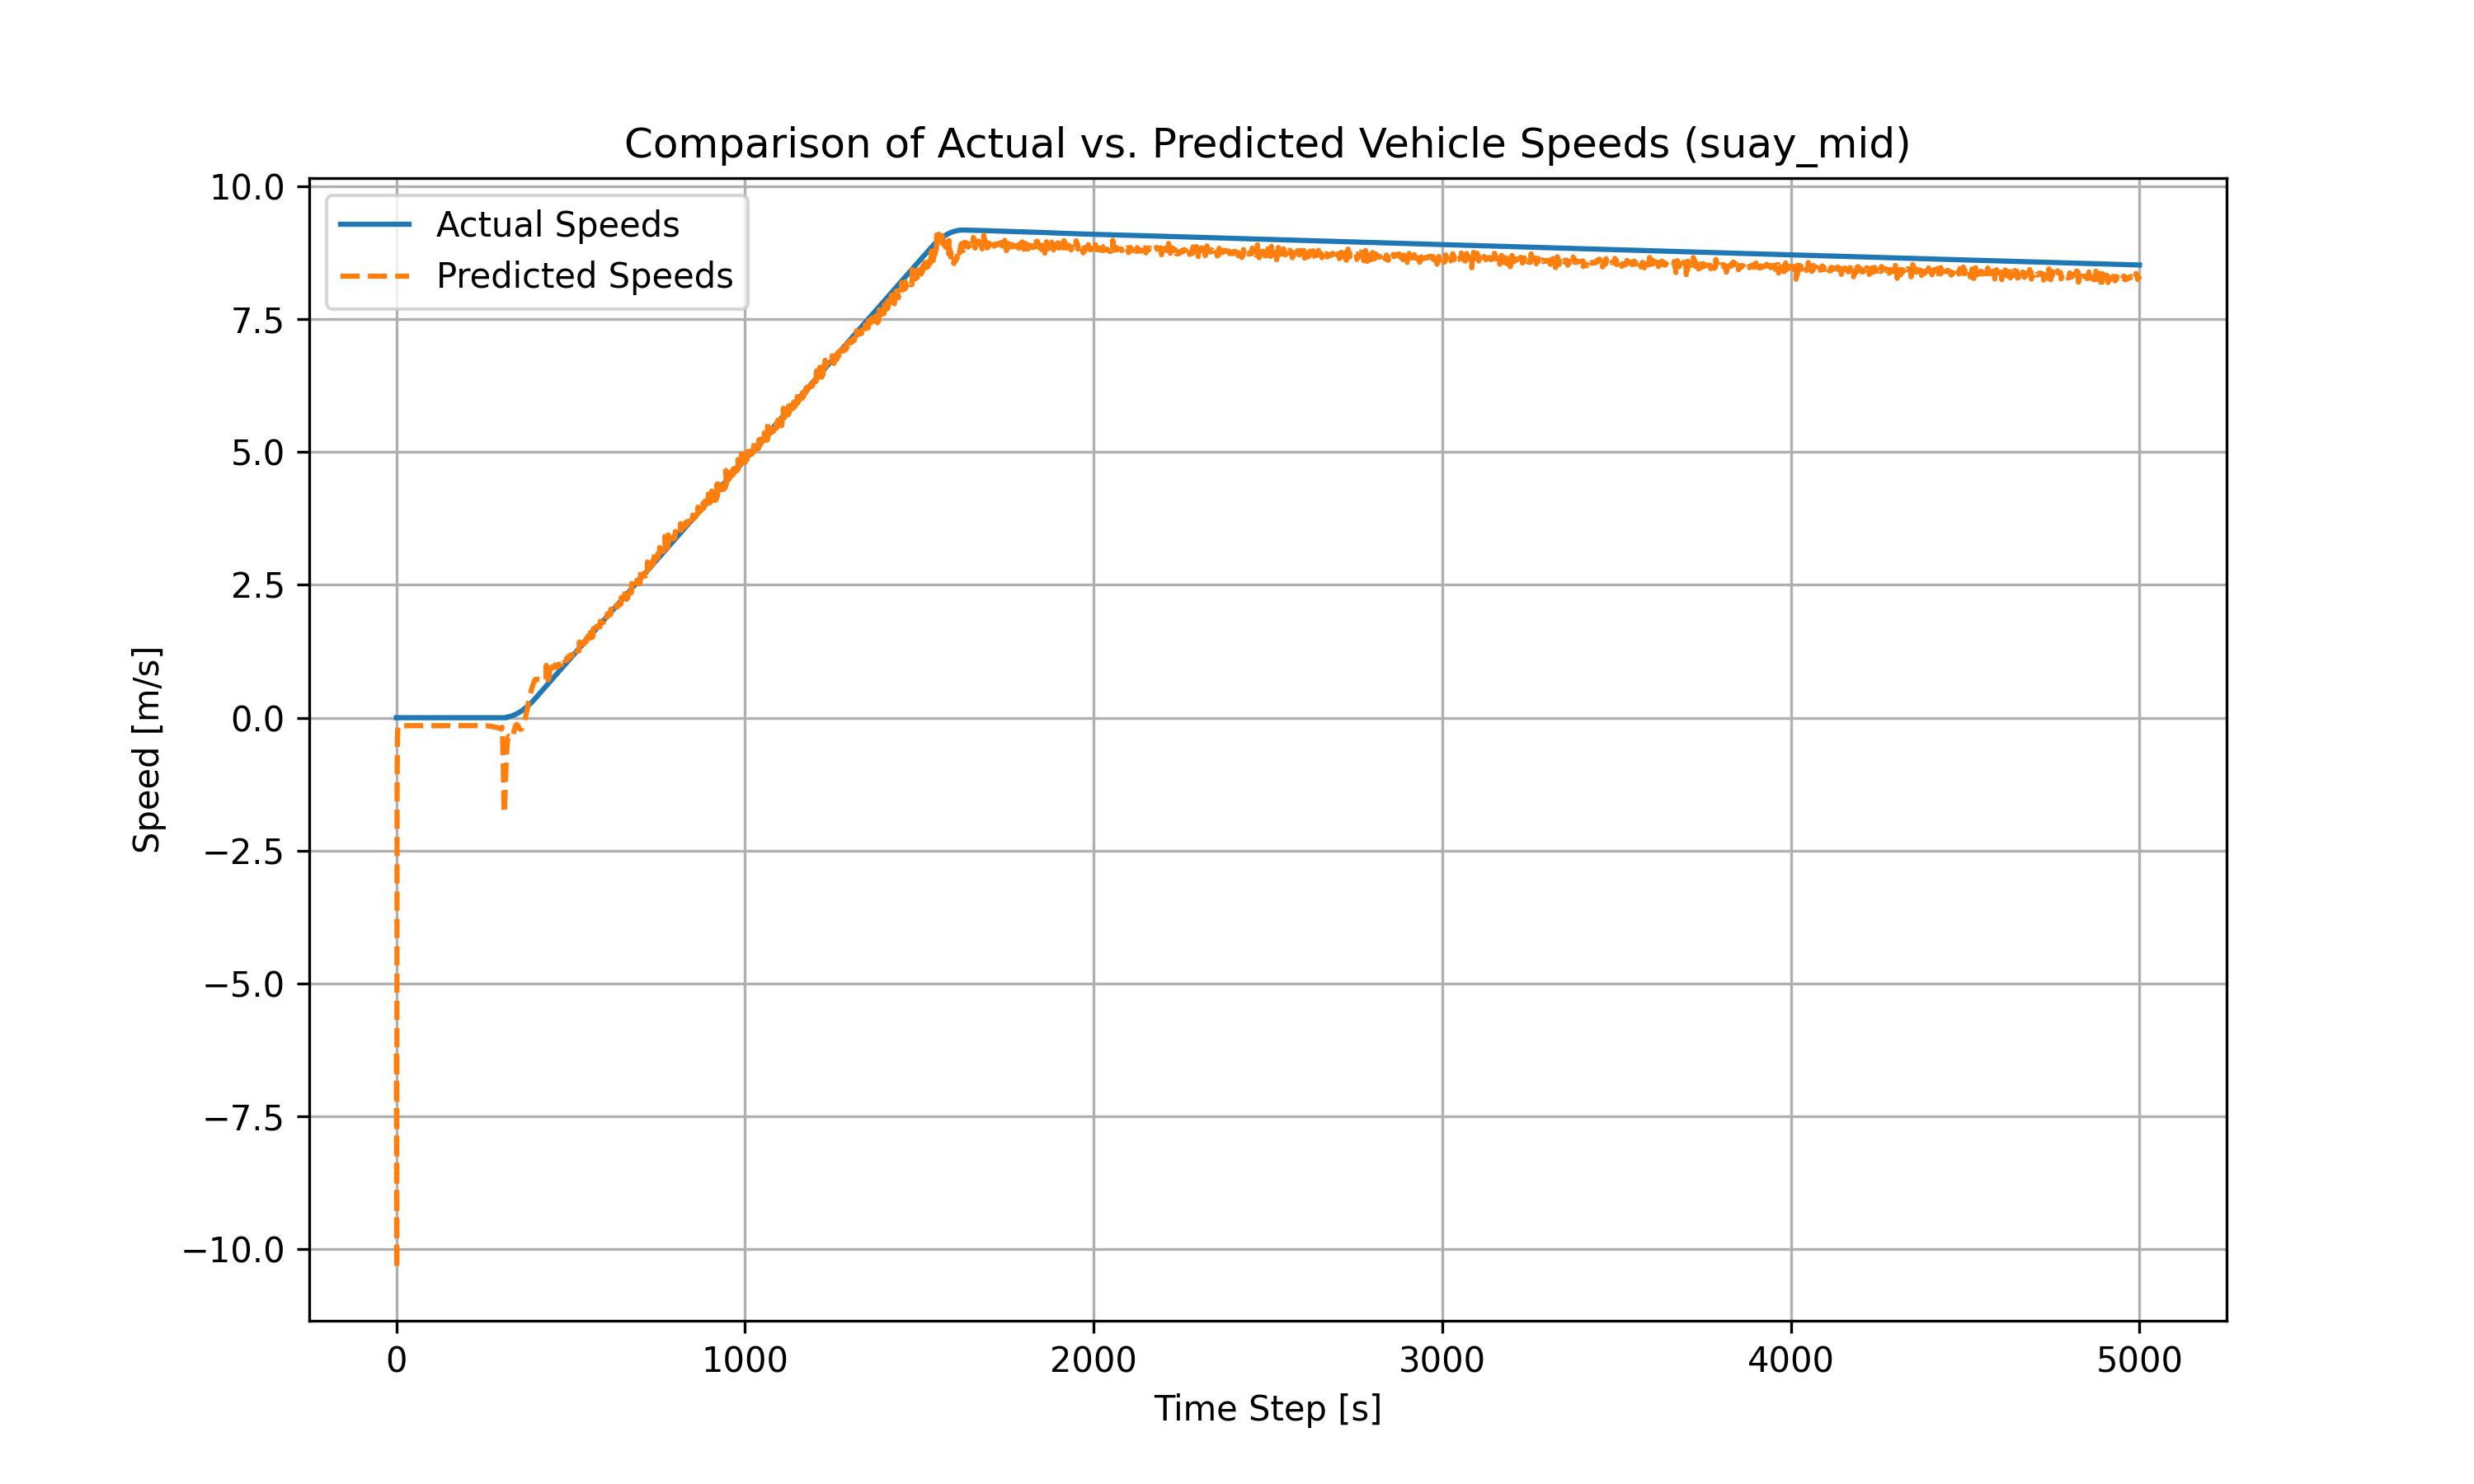 Comparison of Actual vs. Predicted Vehicle Speeds (suay_mid)
Actual Speeds
Predicted Speeds
10.0
7.5
5.0
2.5
0.0
−2.5
−5.0
−7.5
−10.0
Speed [m/s]
0 1000 2000 3000 4000 5000
Time Step [s]